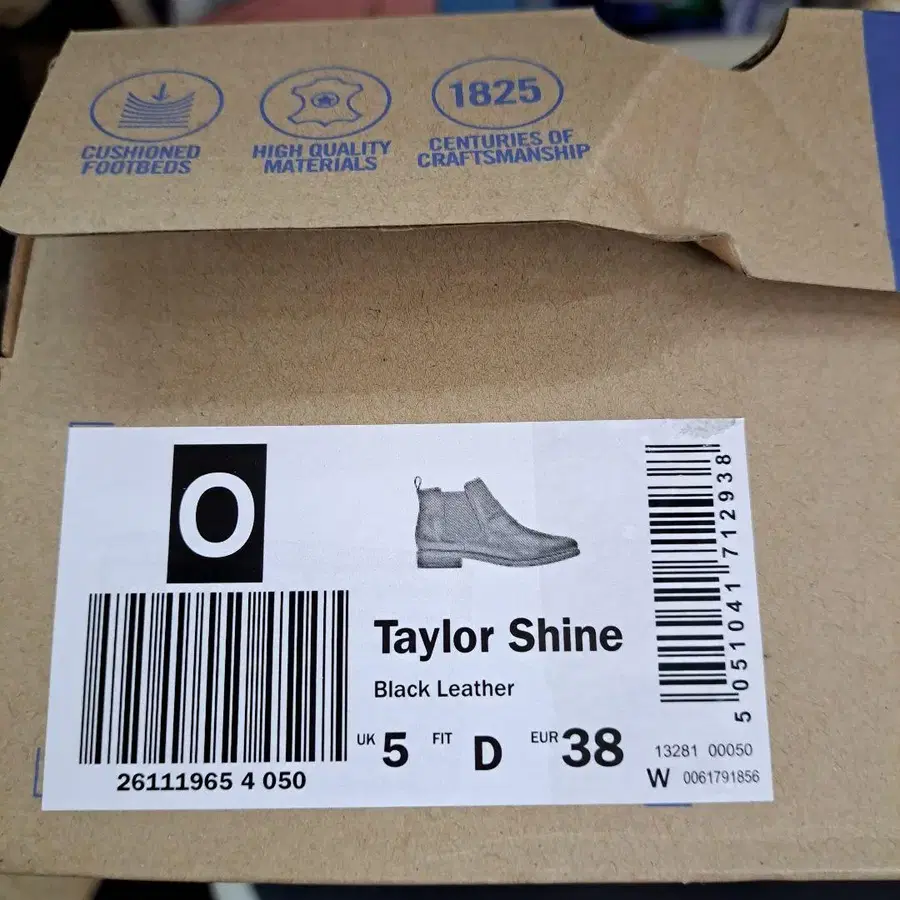 1825
CUSHIONED
FOOTBEDS
HIGH QUALITY
MATERIALS
CENTURIES OF
CRAFTSMANSHIP
O
Taylor Shine
Black Leather
UK 5 FIT D EUR 38
26111965 4 050
5 051041 712938
13281 00050
W 0061791856